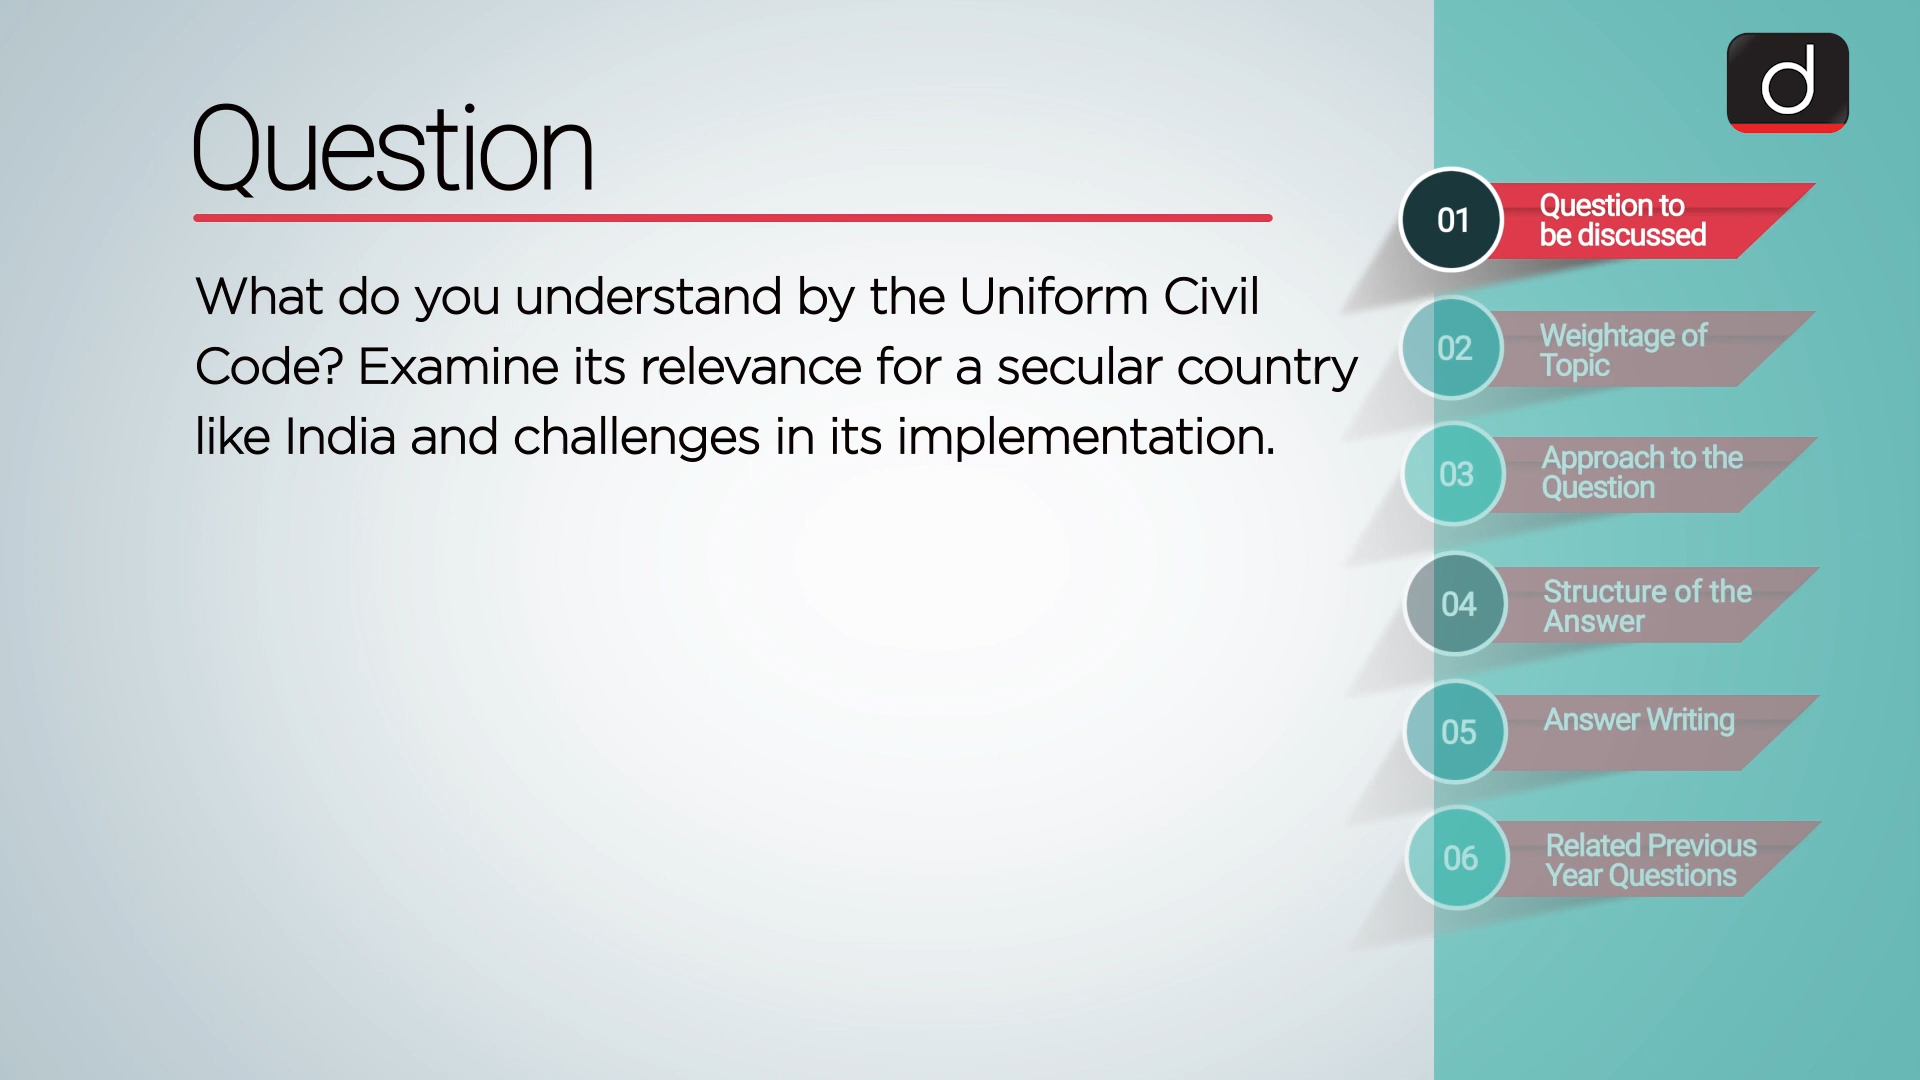 Question
What do you understand by the Uniform Civil
Code? Examine its relevance for a secular country
like India and challenges in its implementation.
d
01
Question to
be discussed
02
Weightage of
Topic
03
Approach to the
Question
04
Structure of the
Answer
05
Answer Writing
06
Related Previous
Year Questions